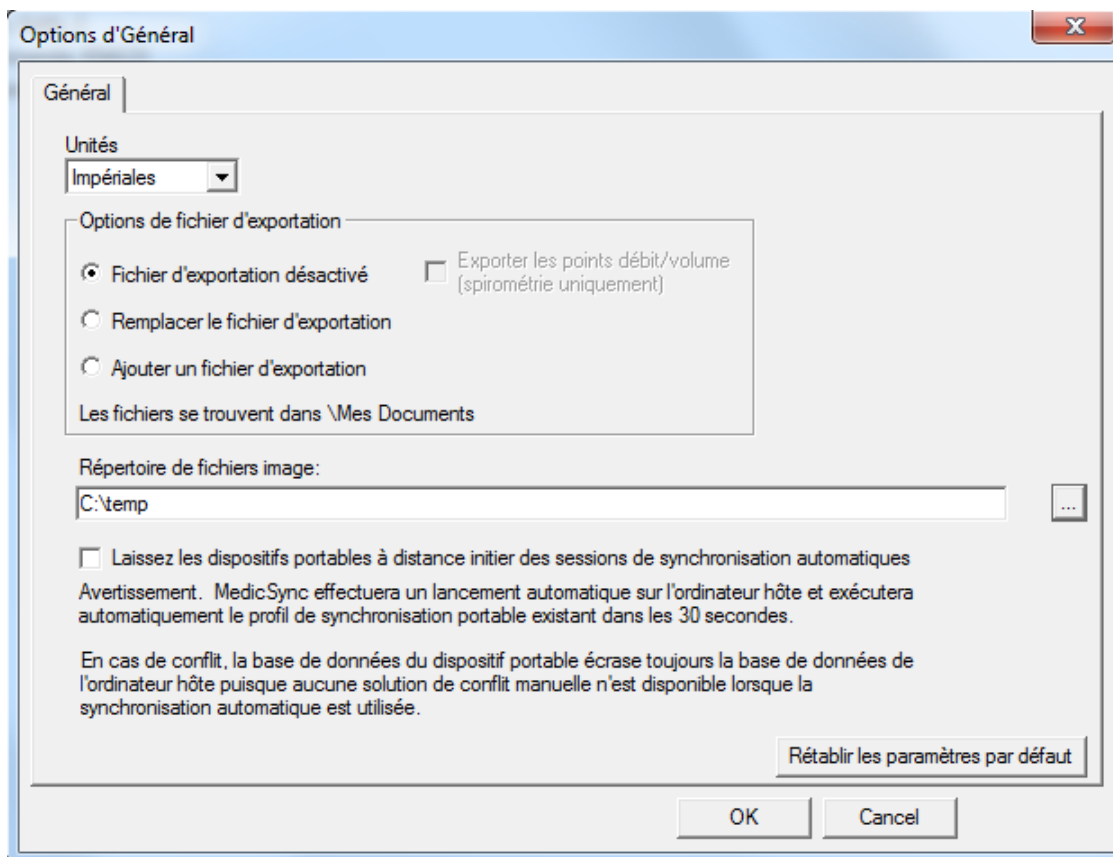 Options d'Général
Général
Unités
Impériales
Options de fichier d'exportation
Fichier d'exportation désactivé
Exporter les points débit/volume
(spirométrie uniquement)
Remplacer le fichier d'exportation
Ajouter un fichier d'exportation
Les fichiers se trouvent dans \Mes Documents
Répertoire de fichiers image:
C:\temp
...
Laissez les dispositifs portables à distance initier des sessions de synchronisation automatiques
Avertissement.  MedicSync effectuera un lancement automatique sur l'ordinateur hôte et exécutera
automatiquement le profil de synchronisation portable existant dans les 30 secondes.
En cas de conflit, la base de données du dispositif portable écrase toujours la base de données de
l'ordinateur hôte puisque aucune solution de conflit manuelle n'est disponible lorsque la
synchronisation automatique est utilisée.
Rétablir les paramètres par défaut
OK
Cancel